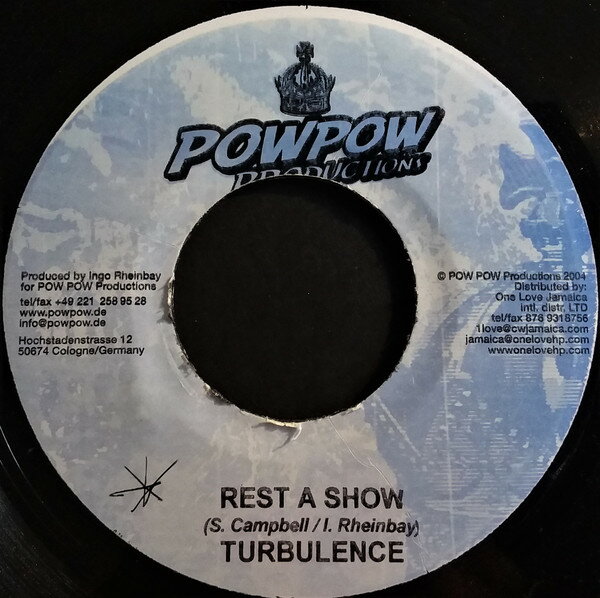 POWPOW
PRODUCTIONS
Produced by Ingo Rheinbay
for POW POW Productions
tel/fax +49 221 258 95 28
www.powpow.de
info@powpow.de
Hochstadenstrasse 12
50674 Cologne/Germany
© POW POW Productions 2004
Distributed by:
One Love Jamaica
intl. distr. LTD
tel/fax 876 9318756
1love@cwjamaica.com
jamaica@onelovehp.com
www.onelovehp.com
REST A SHOW
(S. Campbell / I. Rheinbay)
TURBULENCE